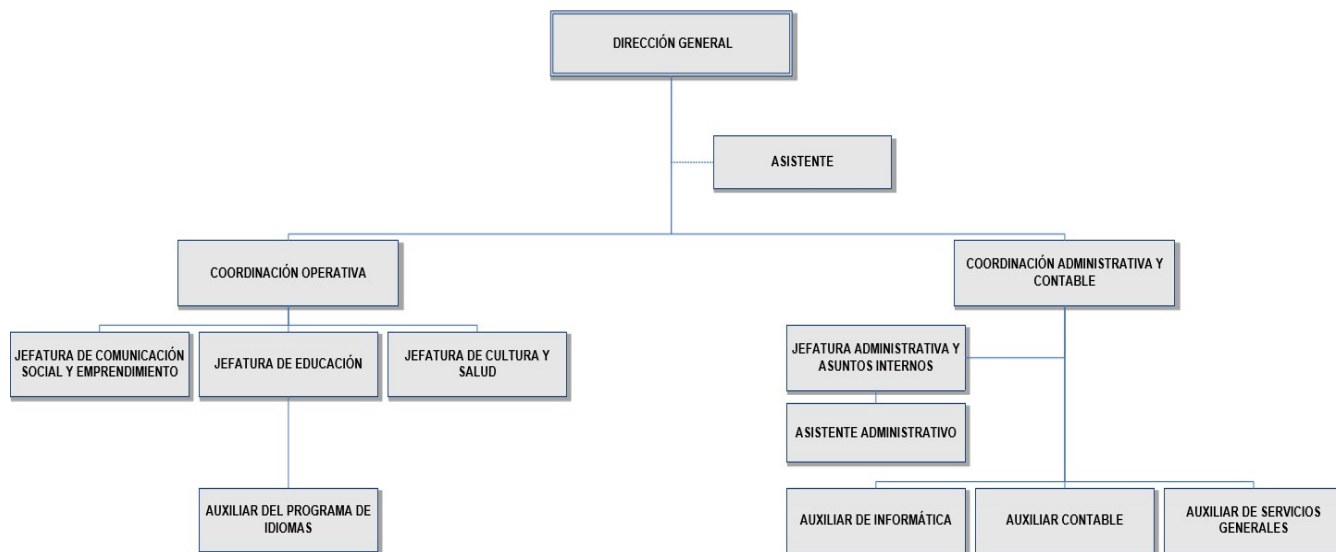 DIRECCIÓN GENERAL
ASISTENTE
COORDINACIÓN OPERATIVA
COORDINACIÓN ADMINISTRATIVA Y
CONTABLE
JEFATURA DE COMUNICACIÓN
SOCIAL Y EMPRENDIMIENTO
JEFATURA DE EDUCACIÓN
JEFATURA DE CULTURA Y
SALUD
JEFATURA ADMINISTRATIVA Y
ASUNTOS INTERNOS
ASISTENTE ADMINISTRATIVO
AUXILIAR DEL PROGRAMA DE
IDIOMAS
AUXILIAR DE INFORMÁTICA
AUXILIAR CONTABLE
AUXILIAR DE SERVICIOS
GENERALES